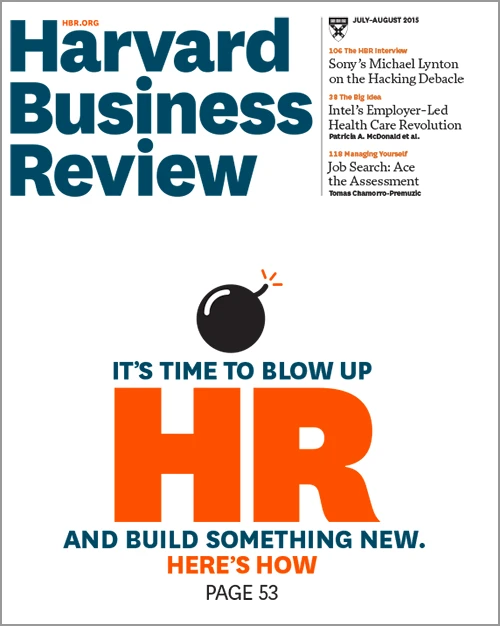 HBR.ORG
Harvard
Business
Review
JULY–AUGUST 2015
106 The HBR Interview
Sony's Michael Lynton
on the Hacking Debacle
38 The Big Idea
Intel's Employer-Led
Health Care Revolution
Patricia A. McDonald et al.
118 Managing Yourself
Job Search: Ace
the Assessment
Tomas Chamorro-Premuzic
IT'S TIME TO BLOW UP
HR
AND BUILD SOMETHING NEW.
HERE'S HOW
PAGE 53